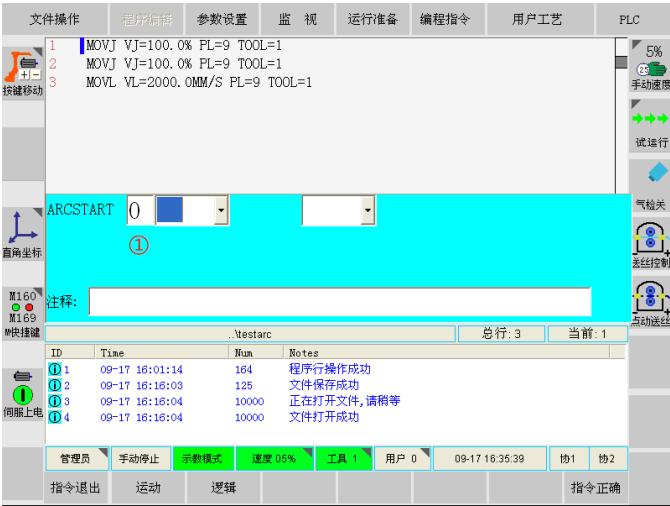 文件操作 程序编辑 参数设置 监 视 运行准备 编程指令 用户工艺 PLC
1 MOVJ VJ=100.0% PL=9 TOOL=1
2 MOVJ VJ=100.0% PL=9 TOOL=1
3 MOVL VL=2000.0MM/S PL=9 TOOL=1
+|-
按键移动
5%
25
手动速度
试运行
气检关
ARCSTART ()
①
直角坐标
送丝控制
M160
M169
M快捷键
注释:
点动送丝
..\testarc 总行: 3 当前: 1
ID Time Num Notes
1 09-17 16:01:14 164 程序行操作成功
2 09-17 16:16:03 125 文件保存成功
3 09-17 16:16:04 10000 正在打开文件,请稍等
4 09-17 16:16:04 10000 文件打开成功
伺服上电
管理员 手动停止 示教模式 速度 05% 工具 1 用户 0 09-17 16:35:39 协1 协2
指令退出 运动 逻辑 指令正确